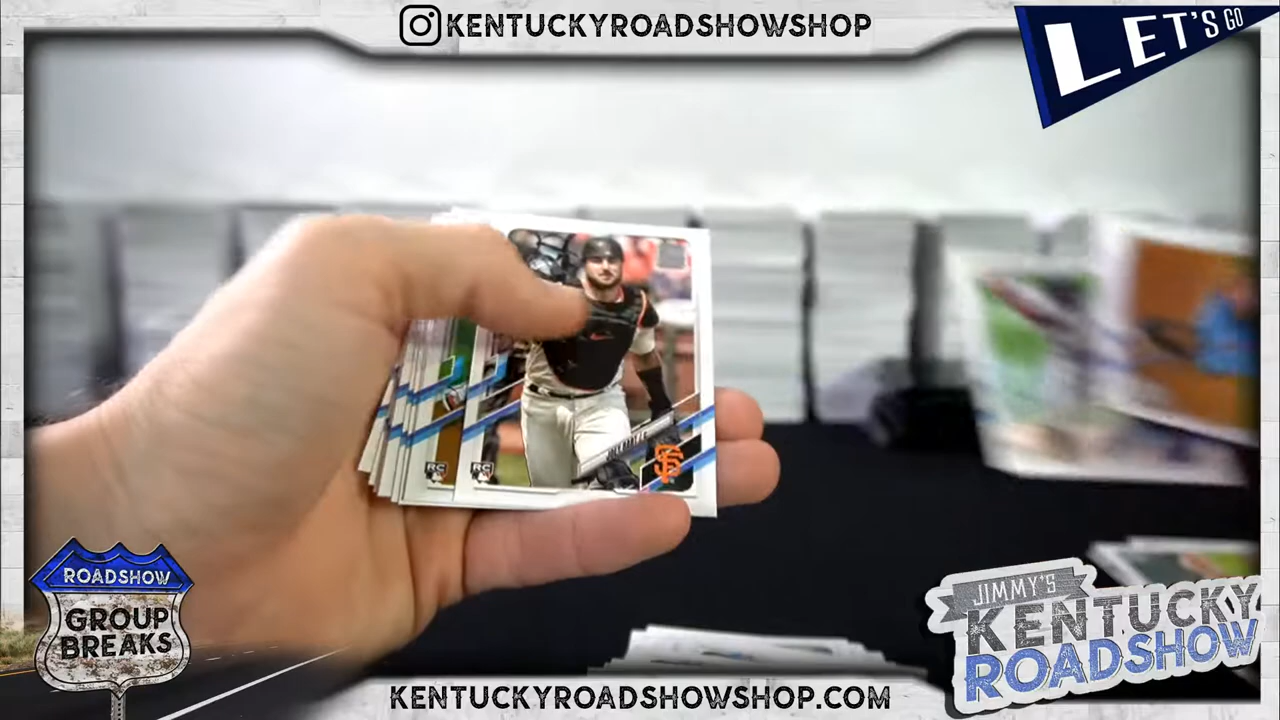 KENTUCKYROADSHOWSHOP
LET'S GO
RC
RC
SF
ROADSHOW
GROUP
BREAKS
JIMMY'S
KENTUCKY
ROADSHOW
KENTUCKYROADSHOWSHOP.COM